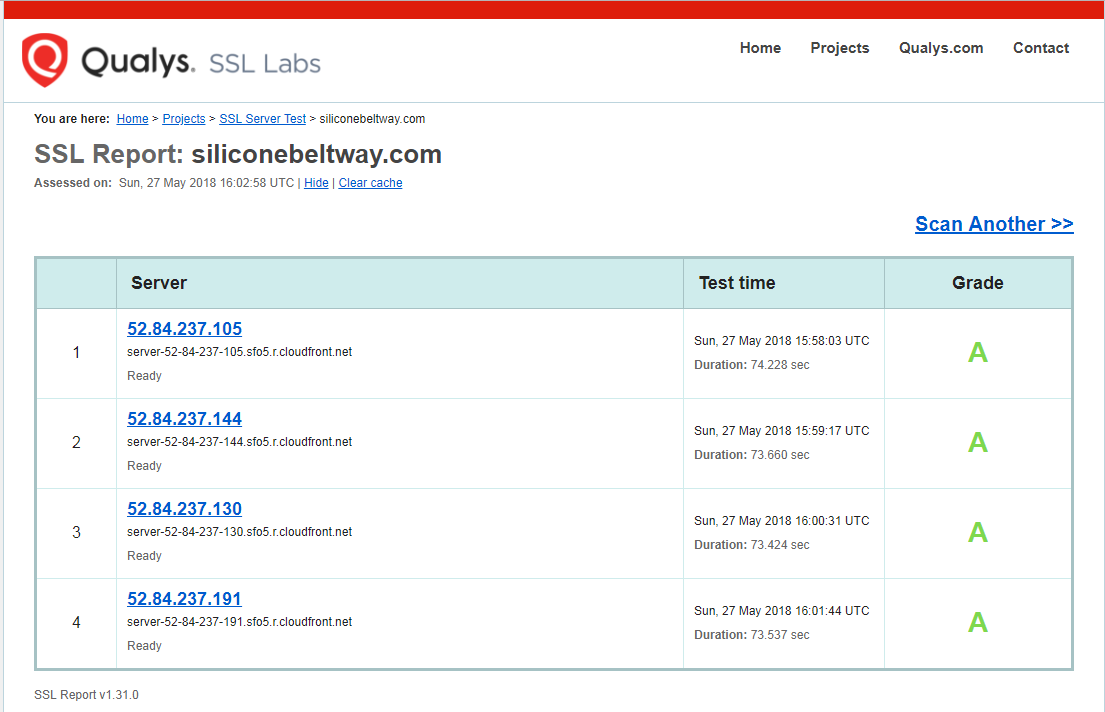 Qualys. SSL Labs
Home Projects Qualys.com Contact
You are here: Home > Projects > SSL Server Test > siliconebeltway.com
SSL Report: siliconebeltway.com
Assessed on: Sun, 27 May 2018 16:02:58 UTC | Hide | Clear cache
Scan Another >>
Server Test time Grade
1
52.84.237.105
server-52-84-237-105.sfo5.r.cloudfront.net
Ready
Sun, 27 May 2018 15:58:03 UTC
Duration: 74.228 sec
A
2
52.84.237.144
server-52-84-237-144.sfo5.r.cloudfront.net
Ready
Sun, 27 May 2018 15:59:17 UTC
Duration: 73.660 sec
A
3
52.84.237.130
server-52-84-237-130.sfo5.r.cloudfront.net
Ready
Sun, 27 May 2018 16:00:31 UTC
Duration: 73.424 sec
A
4
52.84.237.191
server-52-84-237-191.sfo5.r.cloudfront.net
Ready
Sun, 27 May 2018 16:01:44 UTC
Duration: 73.537 sec
A
SSL Report v1.31.0